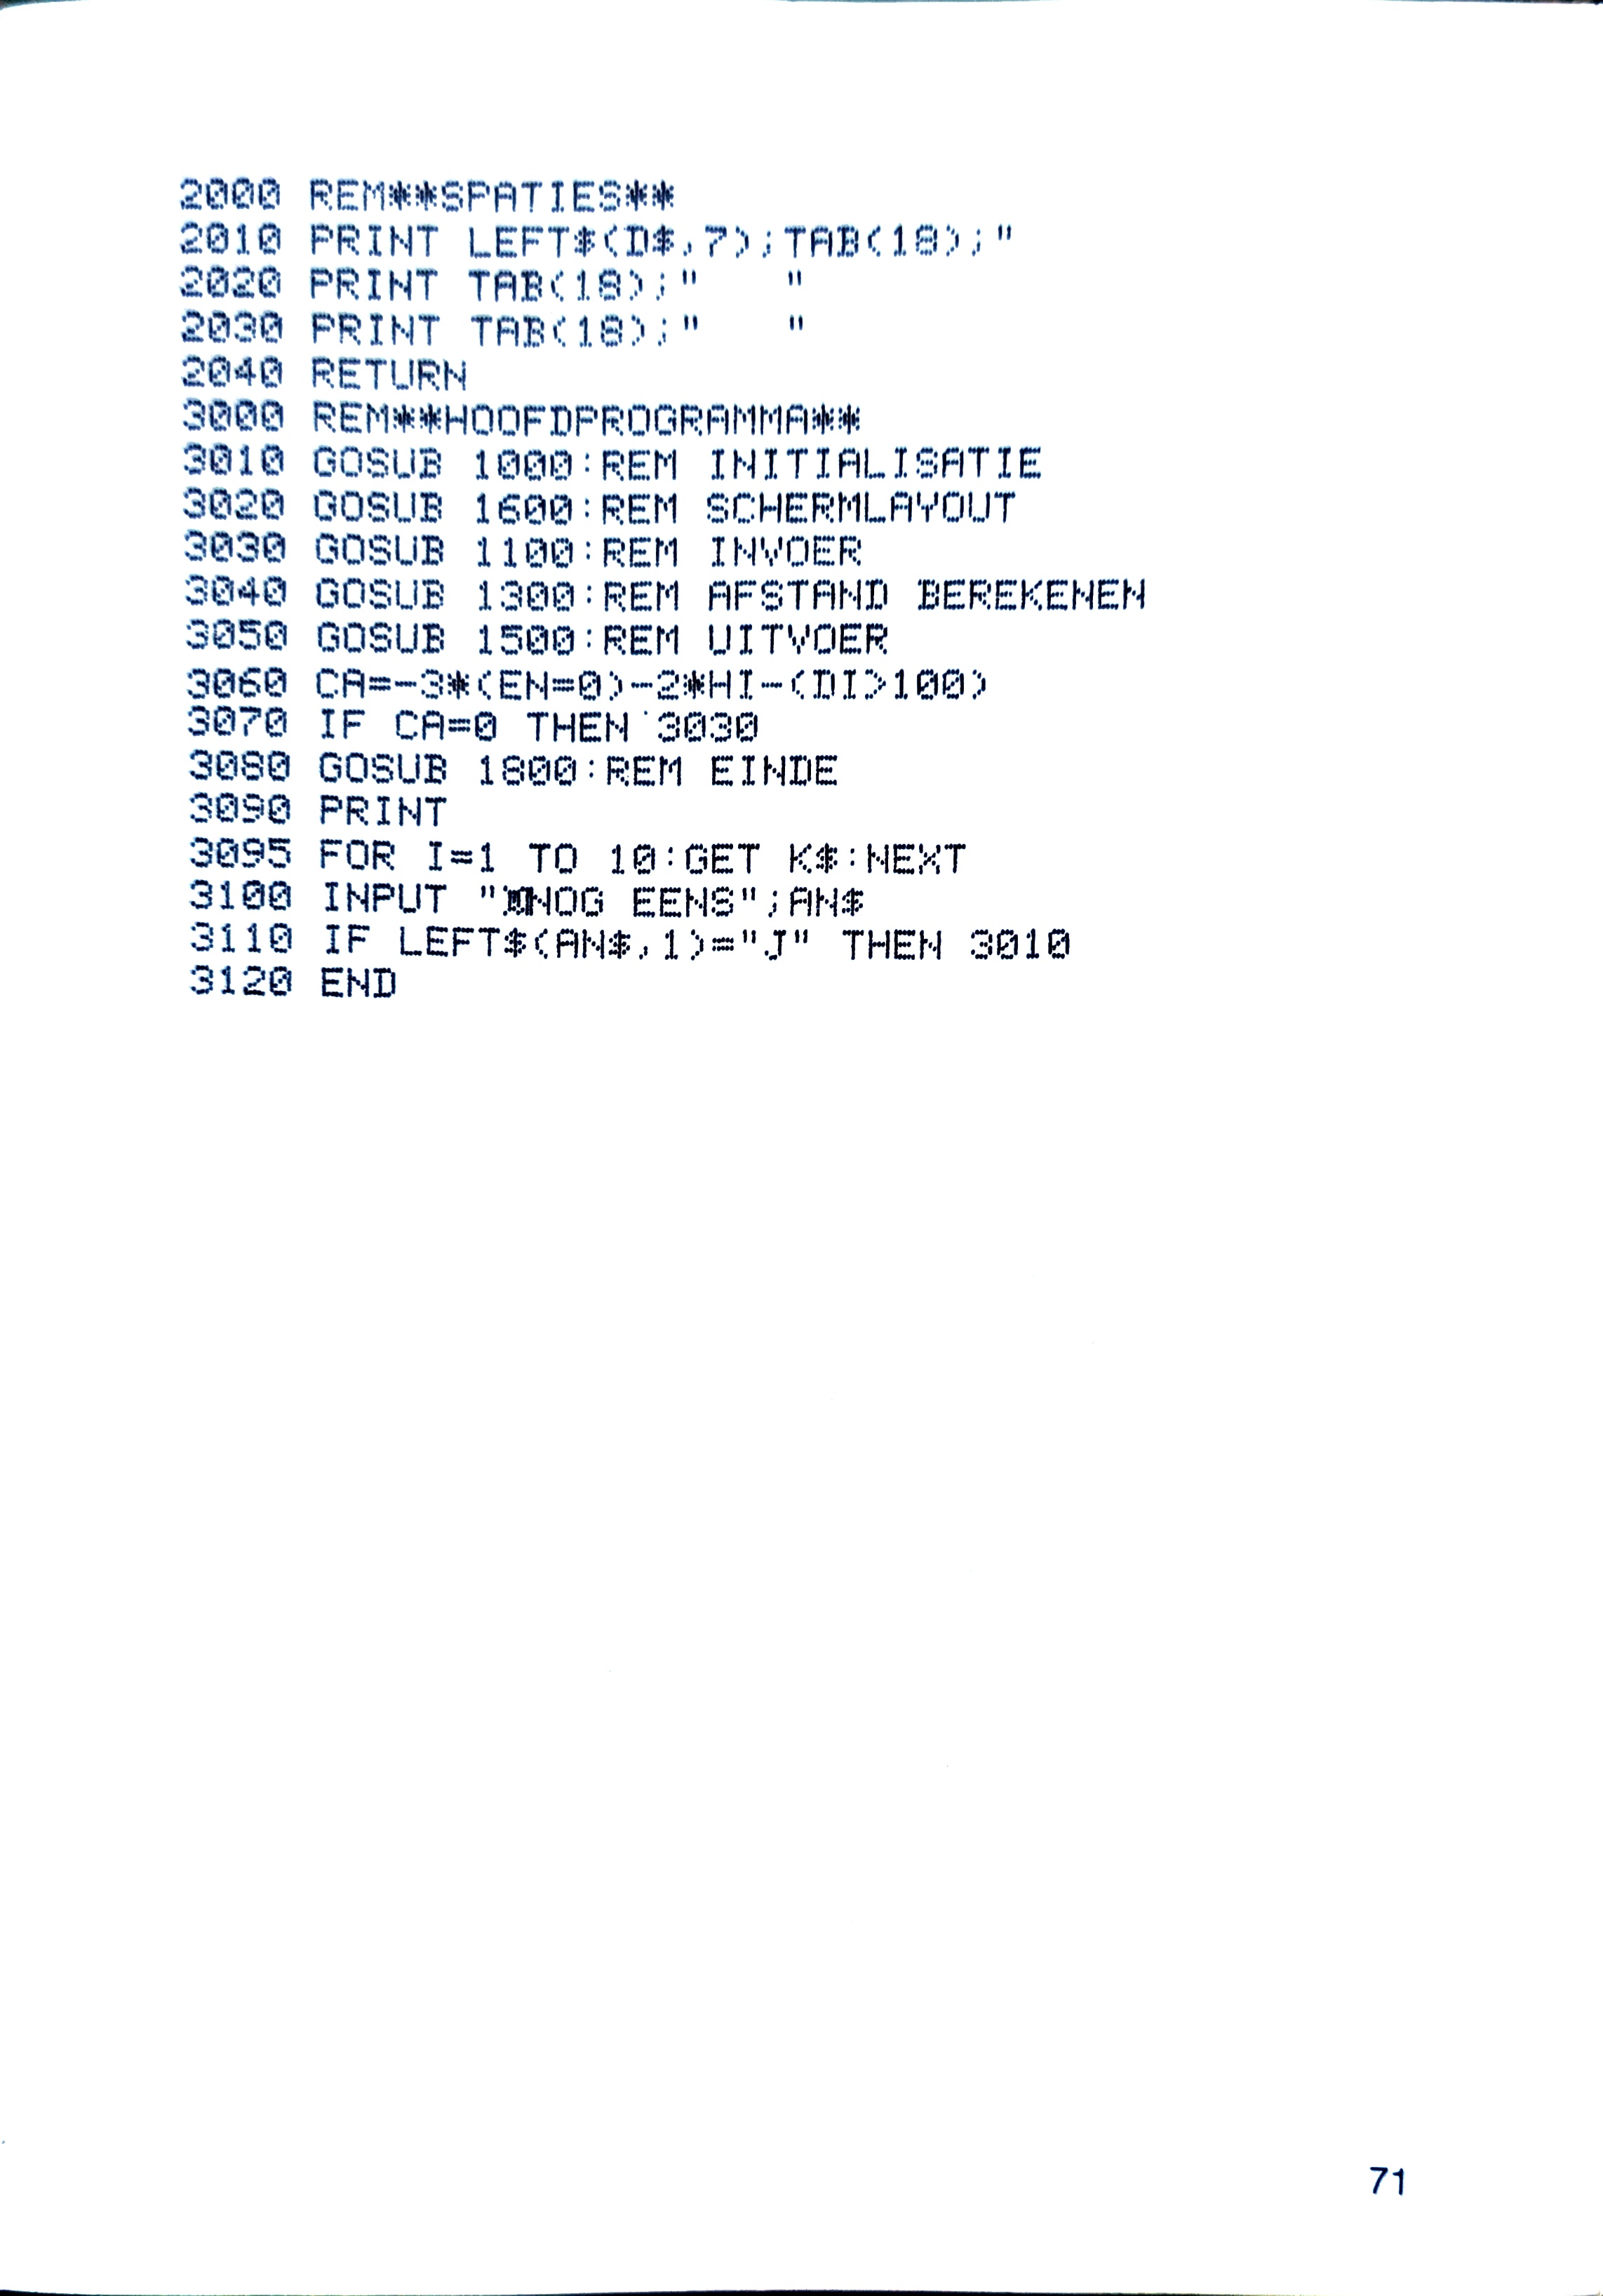 2000 REM**SPATIES**
2010 PRINT LEFT$(D$,7);TAB(18);"
2020 PRINT TAB(18);"   "
2030 PRINT TAB(18);"   "
2040 RETURN
3000 REM**HOOFDPROGRAMMA**
3010 GOSUB 1000:REM INITIALISATIE
3020 GOSUB 1600:REM SCHERMLAYOUT
3030 GOSUB 1100:REM INVOER
3040 GOSUB 1300:REM AFSTAND BEREKENEN
3050 GOSUB 1500:REM UITVOER
3060 CA=-3*(EN=0)-2*HI-(DI>100)
3070 IF CA=0 THEN 3030
3080 GOSUB 1800:REM EINDE
3090 PRINT
3095 FOR I=1 TO 10:GET K$:NEXT
3100 INPUT "NOG EENS";AN$
3110 IF LEFT$(AN$,1)="J" THEN 3010
3120 END
71